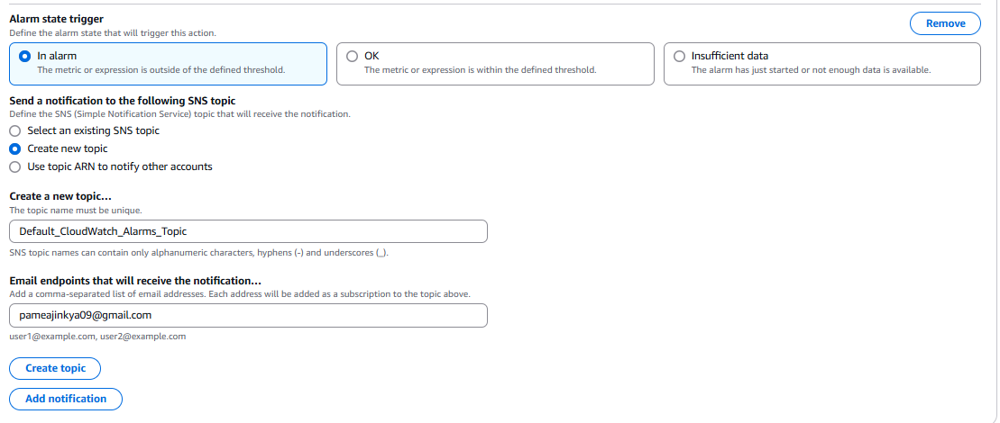 Alarm state trigger
Remove
Define the alarm state that will trigger this action.
In alarm
The metric or expression is outside of the defined threshold.
OK
The metric or expression is within the defined threshold.
Insufficient data
The alarm has just started or not enough data is available.
Send a notification to the following SNS topic
Define the SNS (Simple Notification Service) topic that will receive the notification.
Select an existing SNS topic
Create new topic
Use topic ARN to notify other accounts
Create a new topic...
The topic name must be unique.
Default_CloudWatch_Alarms_Topic
SNS topic names can contain only alphanumeric characters, hyphens (-) and underscores (_).
Email endpoints that will receive the notification...
Add a comma-separated list of email addresses. Each address will be added as a subscription to the topic above.
pameajinkya09@gmail.com
user1@example.com, user2@example.com
Create topic
Add notification